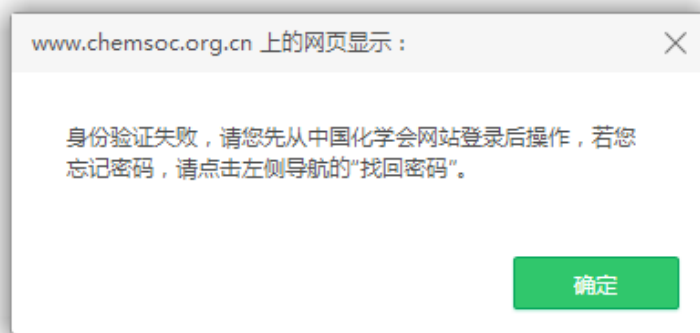 www.chemsoc.org.cn 上的网页显示：
身份验证失败，请您先从中国化学会网站登录后操作，若您
忘记密码，请点击左侧导航的“找回密码”。
确定